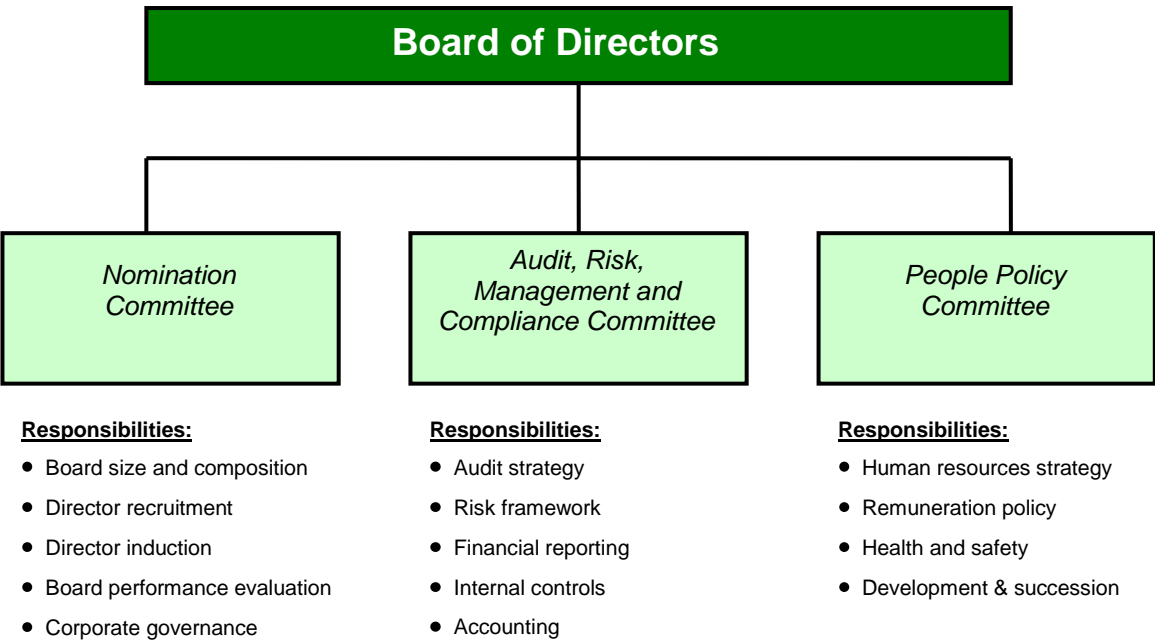 Board of Directors
Nomination
Committee
Audit, Risk,
Management and
Compliance Committee
People Policy
Committee
Responsibilities:
• Board size and composition
• Director recruitment
• Director induction
• Board performance evaluation
• Corporate governance
Responsibilities:
• Audit strategy
• Risk framework
• Financial reporting
• Internal controls
• Accounting
Responsibilities:
• Human resources strategy
• Remuneration policy
• Health and safety
• Development & succession